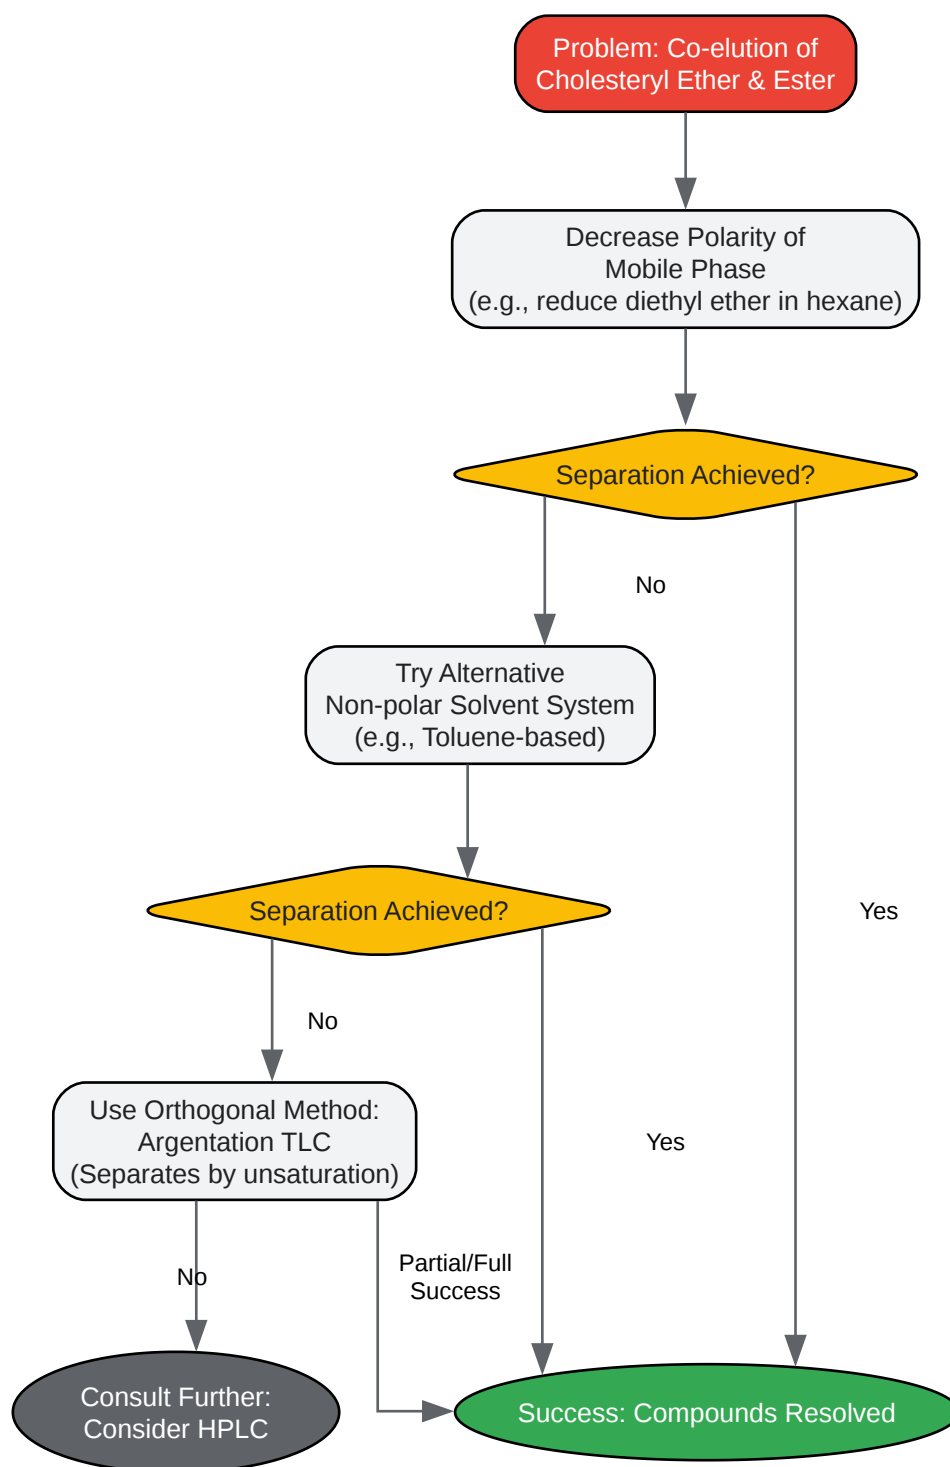 Problem: Co-elution of
Cholesteryl Ether & Ester
Decrease Polarity of
Mobile Phase
(e.g., reduce diethyl ether in hexane)
Separation Achieved?
No
Try Alternative
Non-polar Solvent System
(e.g., Toluene-based)
Separation Achieved?
Yes
No
Use Orthogonal Method:
Argentation TLC
(Separates by unsaturation)
Yes
No
Partial/Full
Success
Consult Further:
Consider HPLC
Success: Compounds Resolved